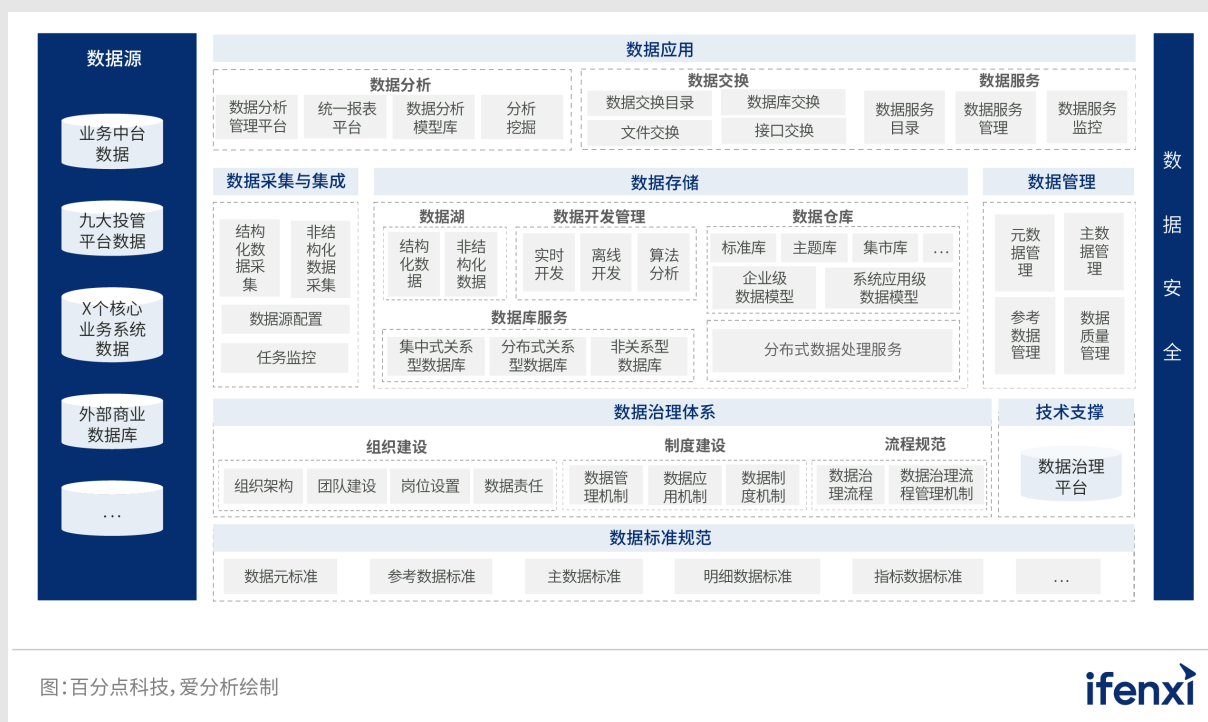 数据源
业务中台
数据
九大投管
平台数据
X个核心
业务系统
数据
外部商业
数据库
...
数据应用
数据分析
数据分析
管理平台
统一报表
平台
数据分析
模型库
分析
挖掘
数据交换
数据交换目录
数据库交换
文件交换
接口交换
数据服务
数据服务
目录
数据服务
管理
数据服务
监控
数据采集与集成
结构
化数
据采
集
非结
构化
数据
采集
数据源配置
任务监控
数据存储
数据湖
结构
化数
据
非结
构化
数据
数据开发管理
实时
开发
离线
开发
算法
分析
数据仓库
标准库
主题库
集市库
...
企业级
数据模型
系统应用级
数据模型
数据库服务
集中式关系
型数据库
分布式关系
型数据库
非关系型
数据库
分布式数据处理服务
数据管理
元数
据管
理
主数
据管
理
参考
数据
管理
数据
质量
管理
数据治理体系
组织建设
组织架构
团队建设
岗位设置
数据责任
制度建设
数据管
理机制
数据应
用机制
数据制
度机制
流程规范
数据治
理流程
数据治理流
程管理机制
技术支撑
数据治理
平台
数据标准规范
数据元标准
参考数据标准
主数据标准
明细数据标准
指标数据标准
...
数
据
安
全
图:百分点科技,爱分析绘制
ifenxi